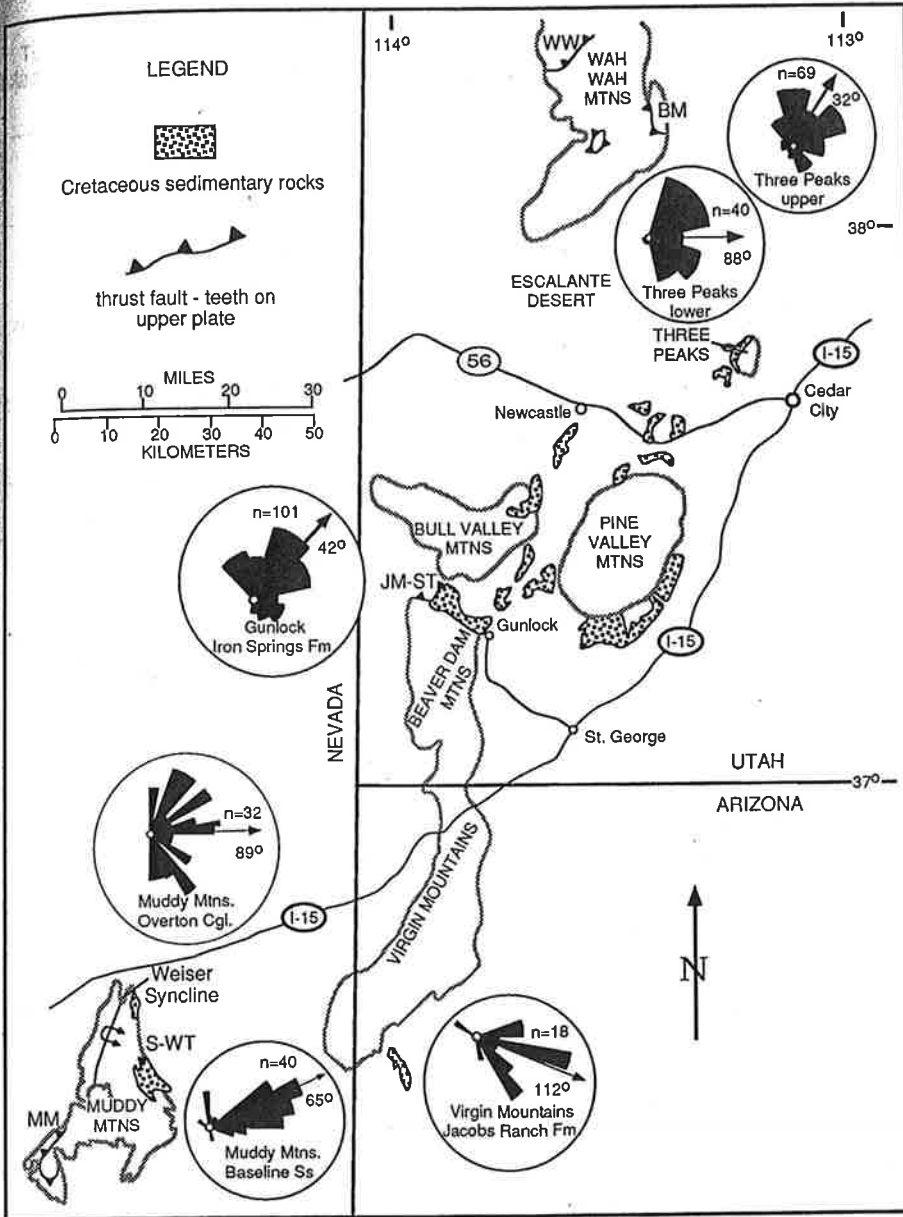 LEGEND
Cretaceous sedimentary rocks
thrust fault - teeth on
upper plate
MILES
0 10 20 30
0 10 20 30 40 50
KILOMETERS
114°
113°
WW
WAH
WAH
MTNS
BM
n=69
32°
Three Peaks
upper
n=40
88°
Three Peaks
lower
38°
ESCALANTE
DESERT
THREE
PEAKS
I-15
56
Cedar
City
Newcastle
n=101
42°
Gunlock
Iron Springs Fm
BULL VALLEY
MTNS
PINE
VALLEY
MTNS
JM-ST
Gunlock
I-15
BEAVER DAM
MTNS
St. George
NEVADA
UTAH
37°
ARIZONA
n=32
89°
Muddy Mtns.
Overton Cgl.
I-15
VIRGIN MOUNTAINS
N
Weiser
Syncline
S-WT
MM
MUDDY
MTNS
n=40
65°
Muddy Mtns.
Baseline Ss
n=18
112°
Virgin Mountains
Jacobs Ranch Fm